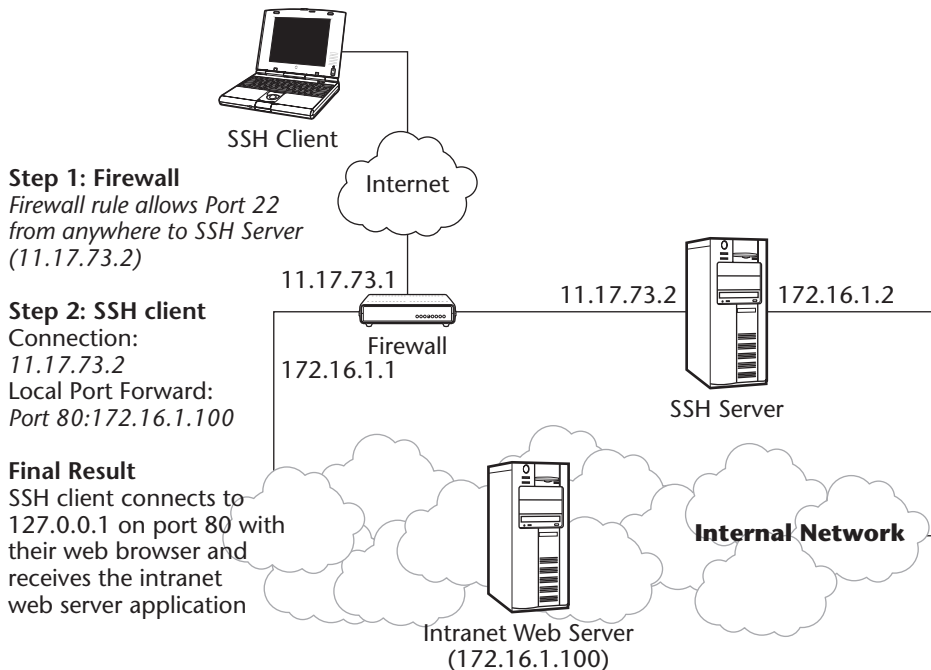 SSH Client
Internet
Step 1: Firewall
Firewall rule allows Port 22
from anywhere to SSH Server
(11.17.73.2)
11.17.73.1
11.17.73.2
172.16.1.2
Step 2: SSH client
Connection:
11.17.73.2
Local Port Forward:
Port 80:172.16.1.100
Firewall
172.16.1.1
SSH Server
Final Result
SSH client connects to
127.0.0.1 on port 80 with
their web browser and
receives the intranet
web server application
Internal Network
Intranet Web Server
(172.16.1.100)